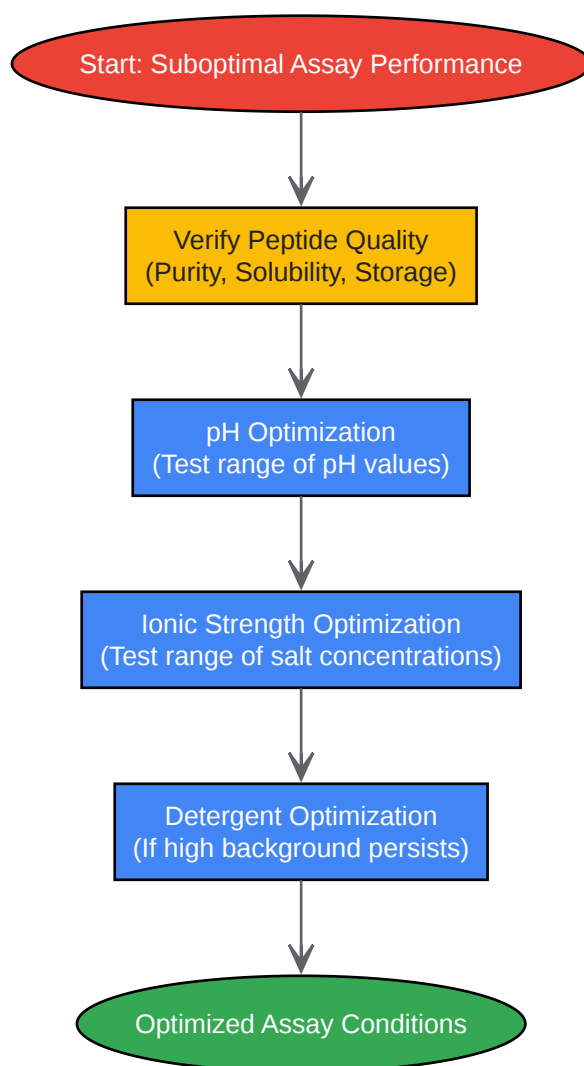 Start: Suboptimal Assay Performance
Verify Peptide Quality
(Purity, Solubility, Storage)
pH Optimization
(Test range of pH values)
Ionic Strength Optimization
(Test range of salt concentrations)
Detergent Optimization
(If high background persists)
Optimized Assay Conditions